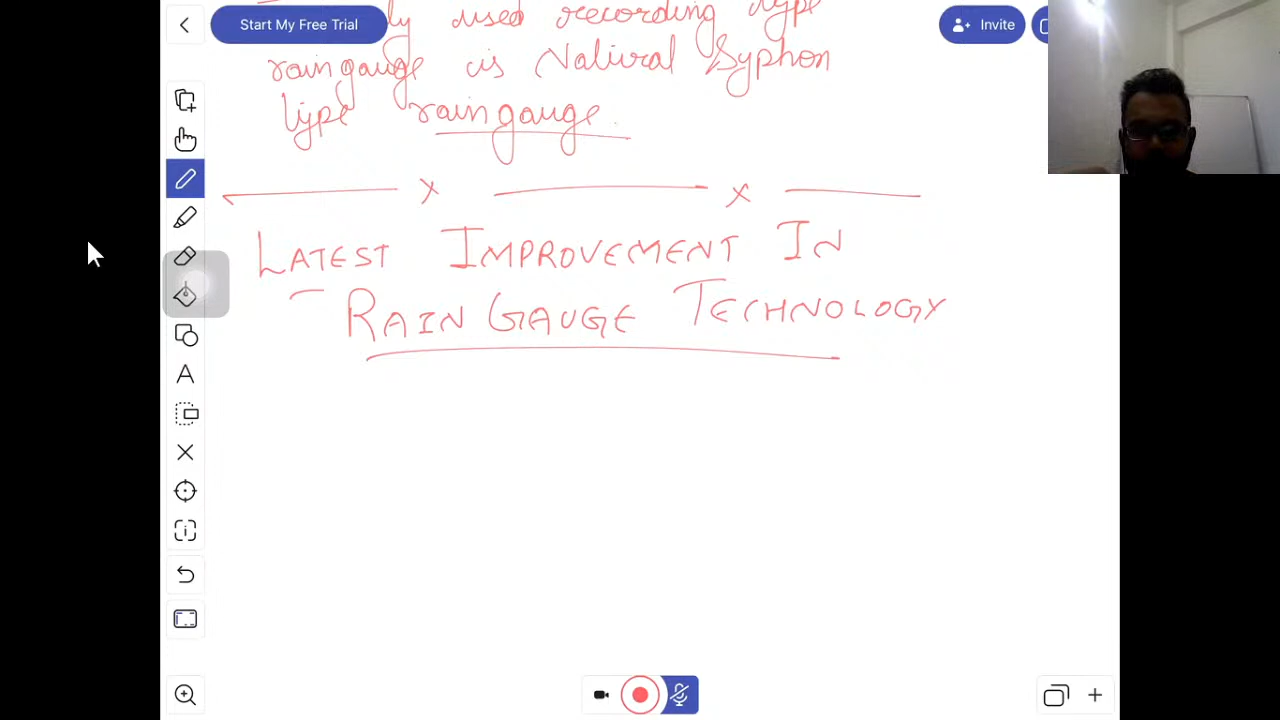 Start My Free Trial
Invite
used recording type
raingauge is Natural Syphon
type raingauge.
x x
LATEST IMPROVEMENT IN
RAIN GAUGE TECHNOLOGY